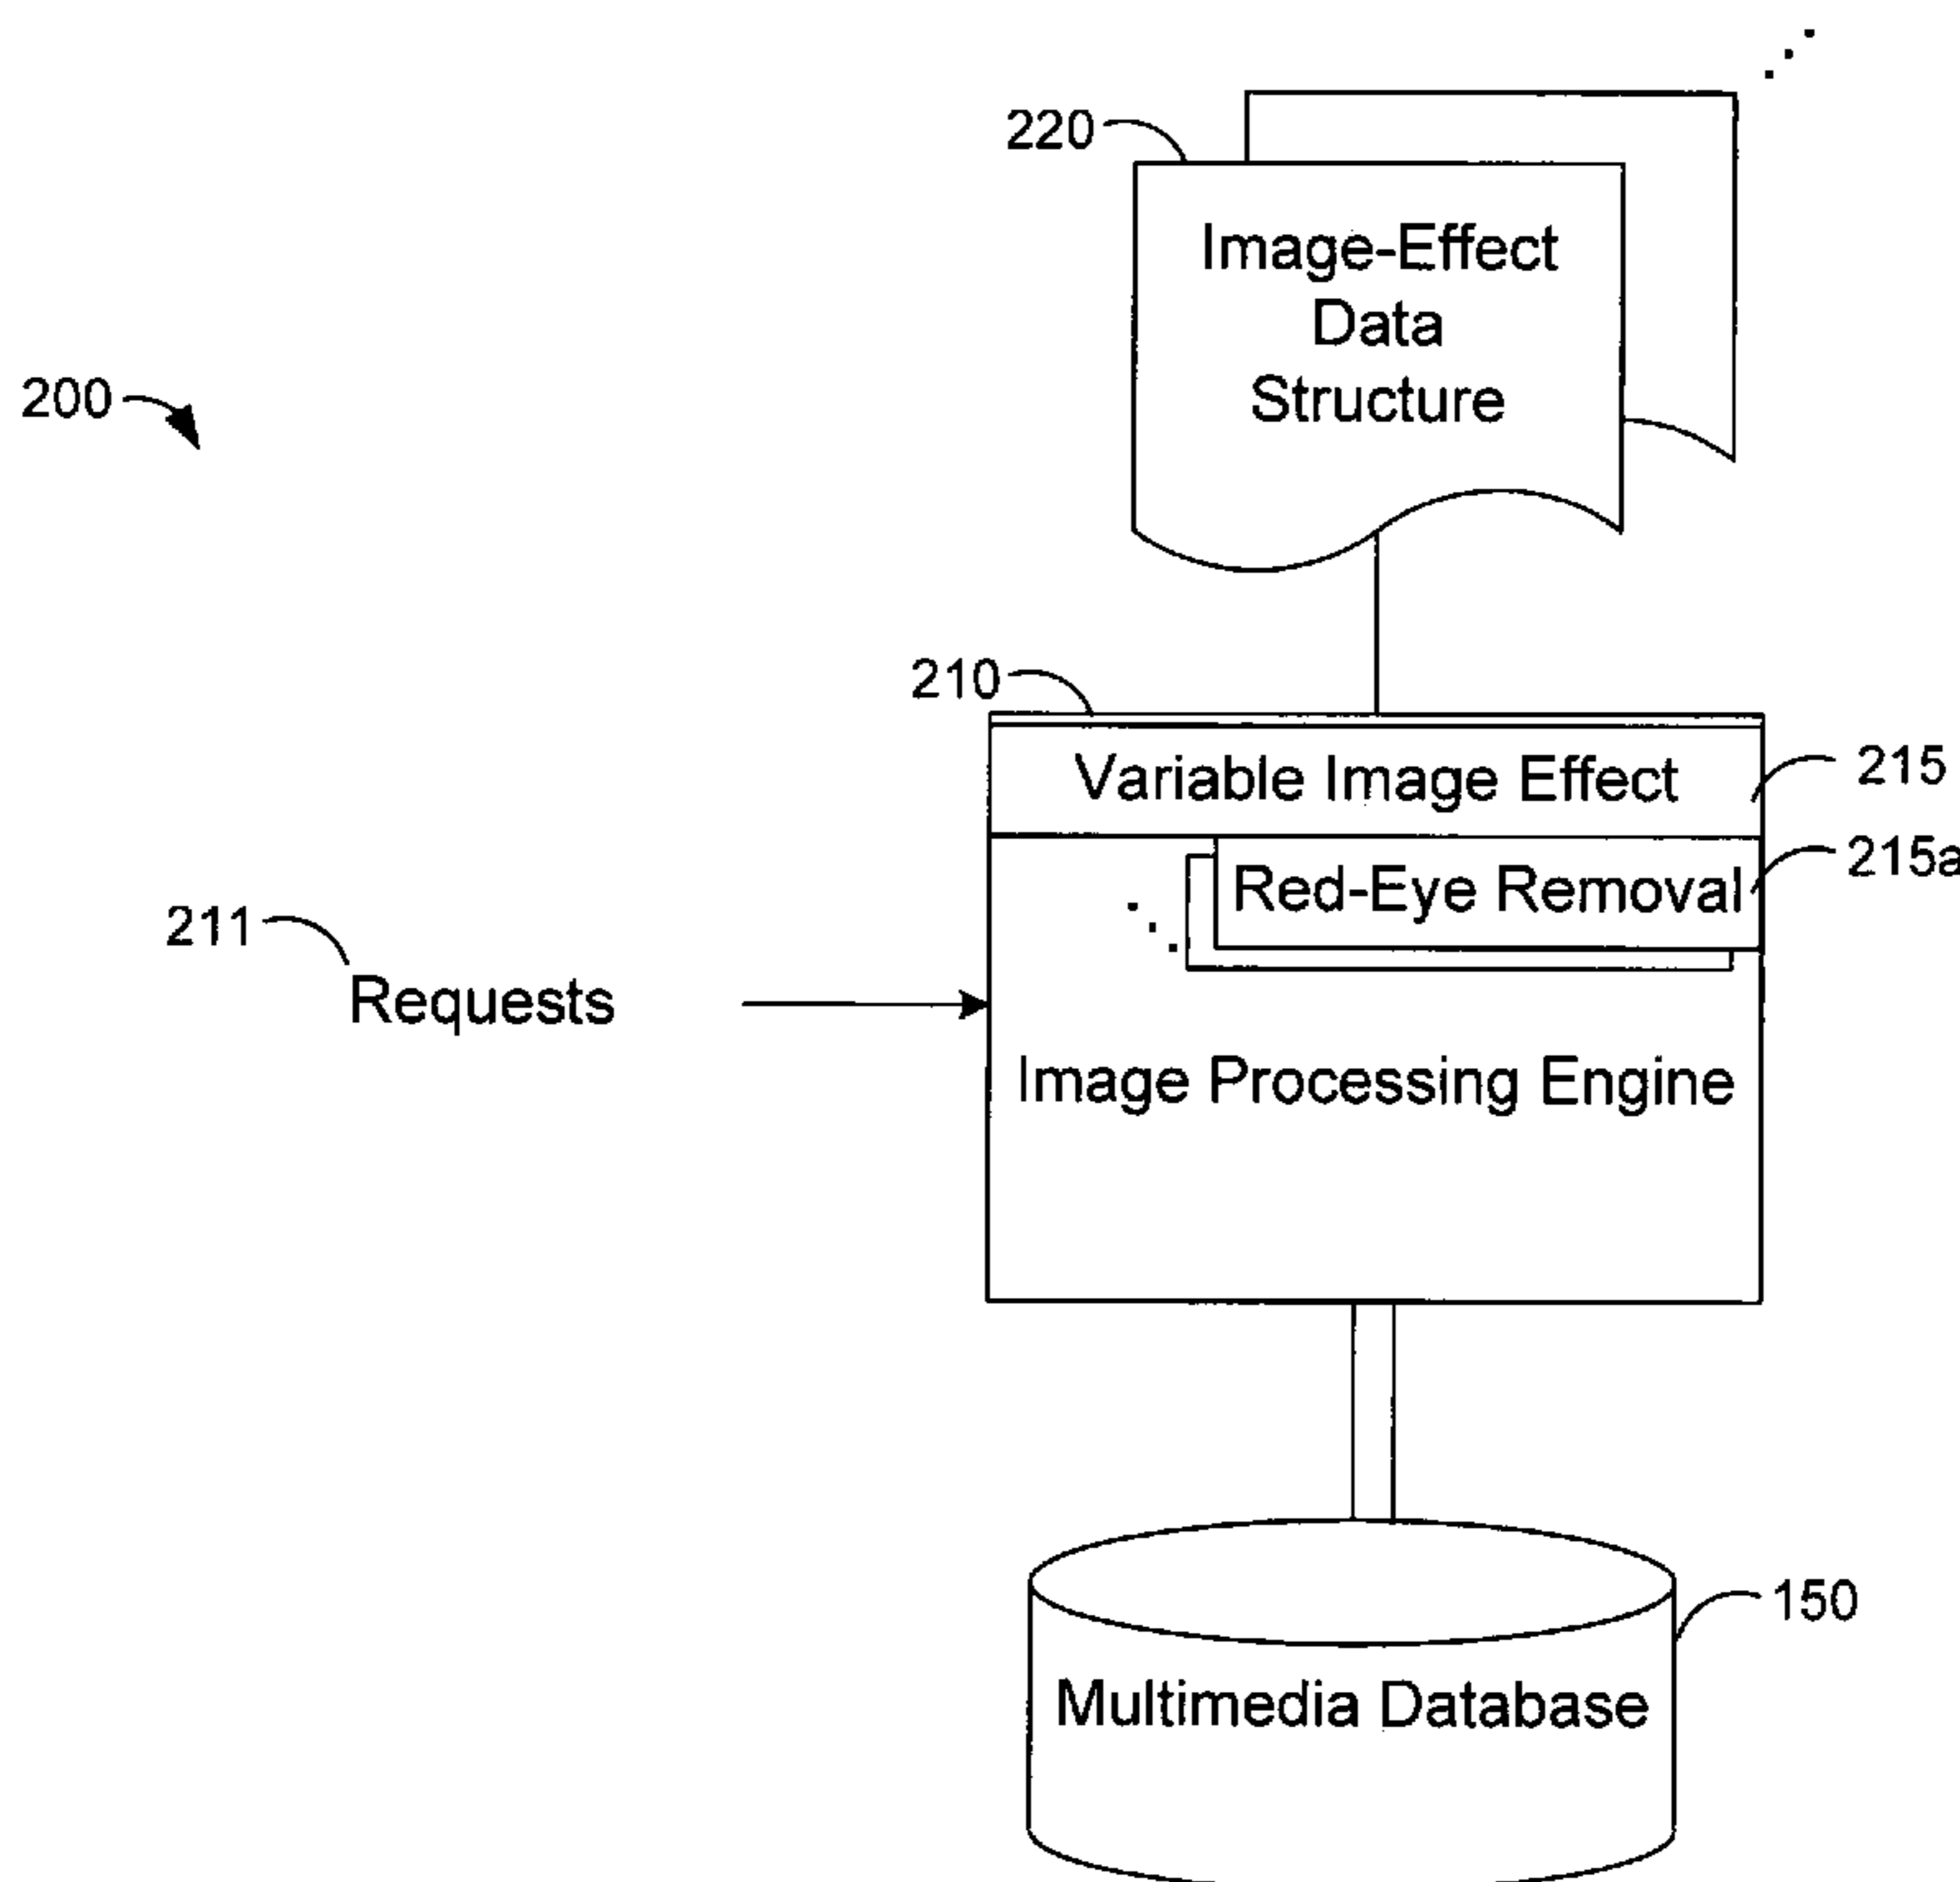 220
Image-Effect
Data
Structure
200
210
Variable Image Effect
215
Red-Eye Removal
215a
211
Requests
Image Processing Engine
150
Multimedia Database